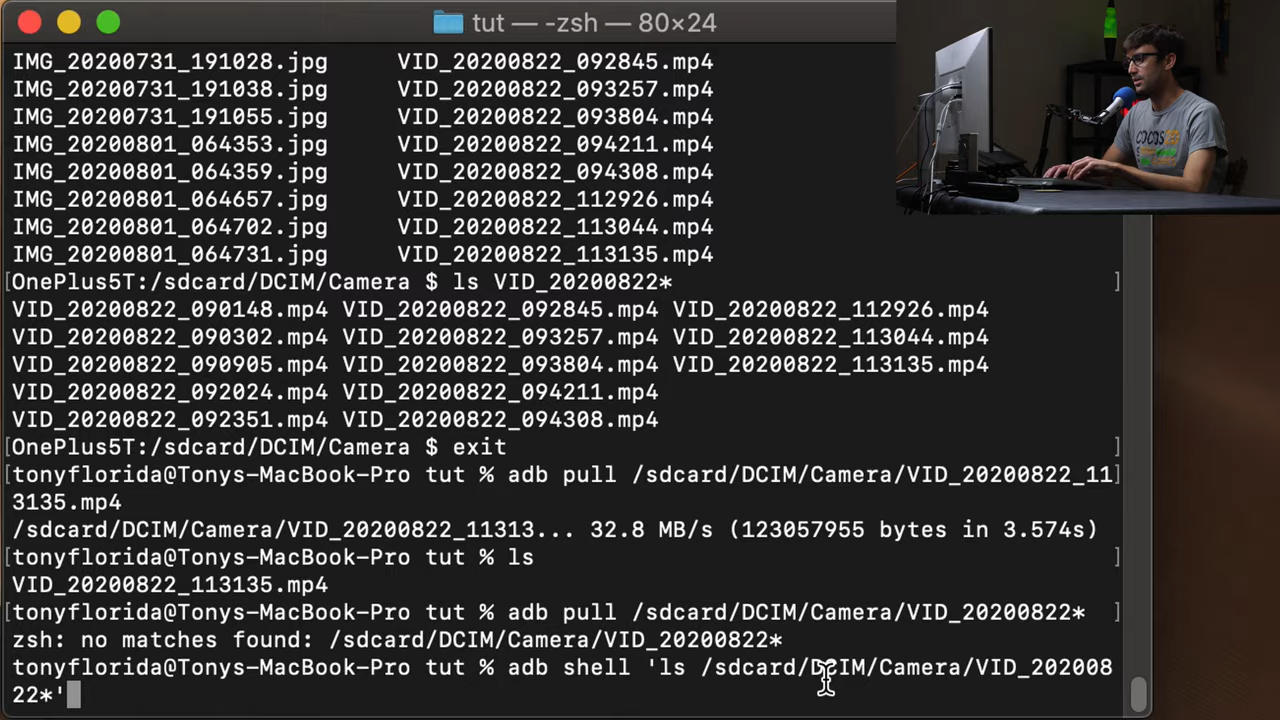 tut — -zsh — 80×24
IMG_20200731_191028.jpg VID_20200822_092845.mp4
IMG_20200731_191038.jpg VID_20200822_093257.mp4
IMG_20200731_191055.jpg VID_20200822_093804.mp4
IMG_20200801_064353.jpg VID_20200822_094211.mp4
IMG_20200801_064359.jpg VID_20200822_094308.mp4
IMG_20200801_064657.jpg VID_20200822_112926.mp4
IMG_20200801_064702.jpg VID_20200822_113044.mp4
IMG_20200801_064731.jpg VID_20200822_113135.mp4
[OnePlus5T:/sdcard/DCIM/Camera $ ls VID_20200822* ]
VID_20200822_090148.mp4 VID_20200822_092845.mp4 VID_20200822_112926.mp4
VID_20200822_090302.mp4 VID_20200822_093257.mp4 VID_20200822_113044.mp4
VID_20200822_090905.mp4 VID_20200822_093804.mp4 VID_20200822_113135.mp4
VID_20200822_092024.mp4 VID_20200822_094211.mp4
VID_20200822_092351.mp4 VID_20200822_094308.mp4
[OnePlus5T:/sdcard/DCIM/Camera $ exit ]
[tonyflorida@Tonys-MacBook-Pro tut % adb pull /sdcard/DCIM/Camera/VID_20200822_11]
3135.mp4
/sdcard/DCIM/Camera/VID_20200822_11313... 32.8 MB/s (123057955 bytes in 3.574s)
[tonyflorida@Tonys-MacBook-Pro tut % ls ]
VID_20200822_113135.mp4
[tonyflorida@Tonys-MacBook-Pro tut % adb pull /sdcard/DCIM/Camera/VID_20200822* ]
zsh: no matches found: /sdcard/DCIM/Camera/VID_20200822*
tonyflorida@Tonys-MacBook-Pro tut % adb shell 'ls /sdcard/DCIM/Camera/VID_202008
22*'